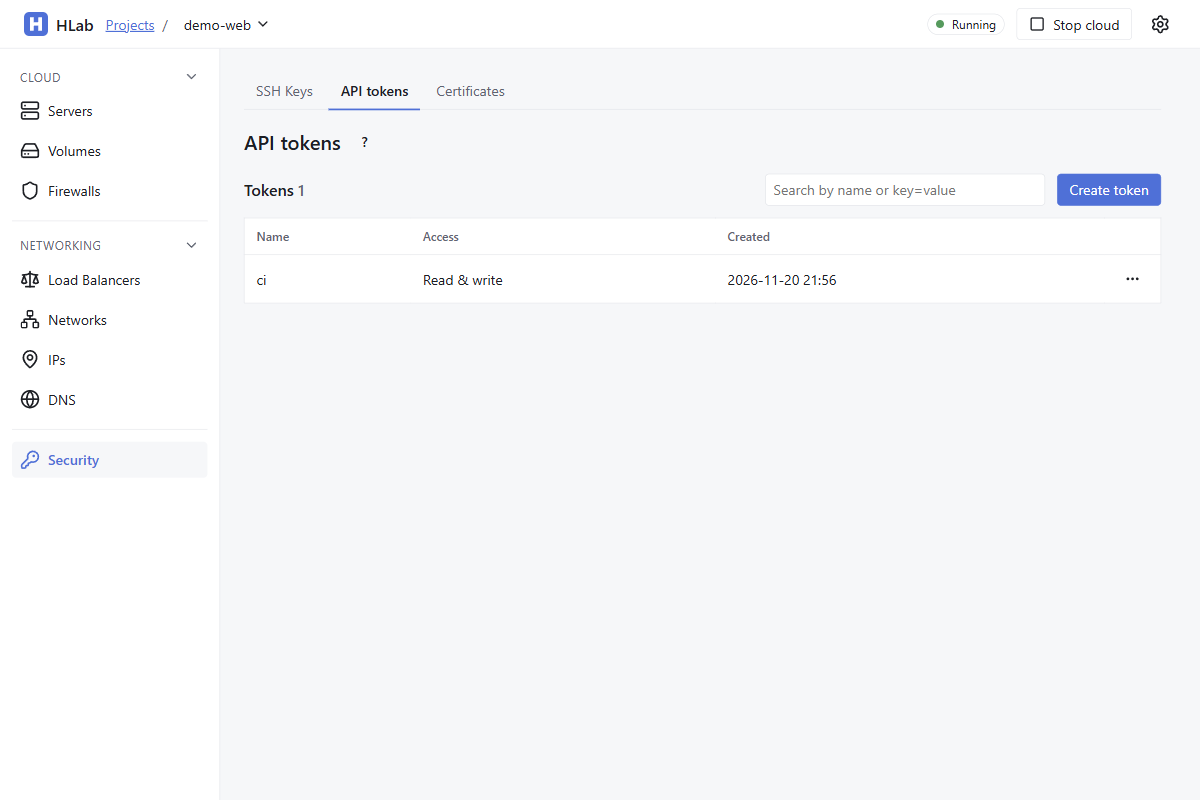 HLab Projects / demo-web
Running
Stop cloud
CLOUD
Servers
Volumes
Firewalls
NETWORKING
Load Balancers
Networks
IPs
DNS
Security
SSH Keys API tokens Certificates
API tokens ?
Tokens 1
Search by name or key=value
Create token
Name Access Created
ci Read & write 2026-11-20 21:56